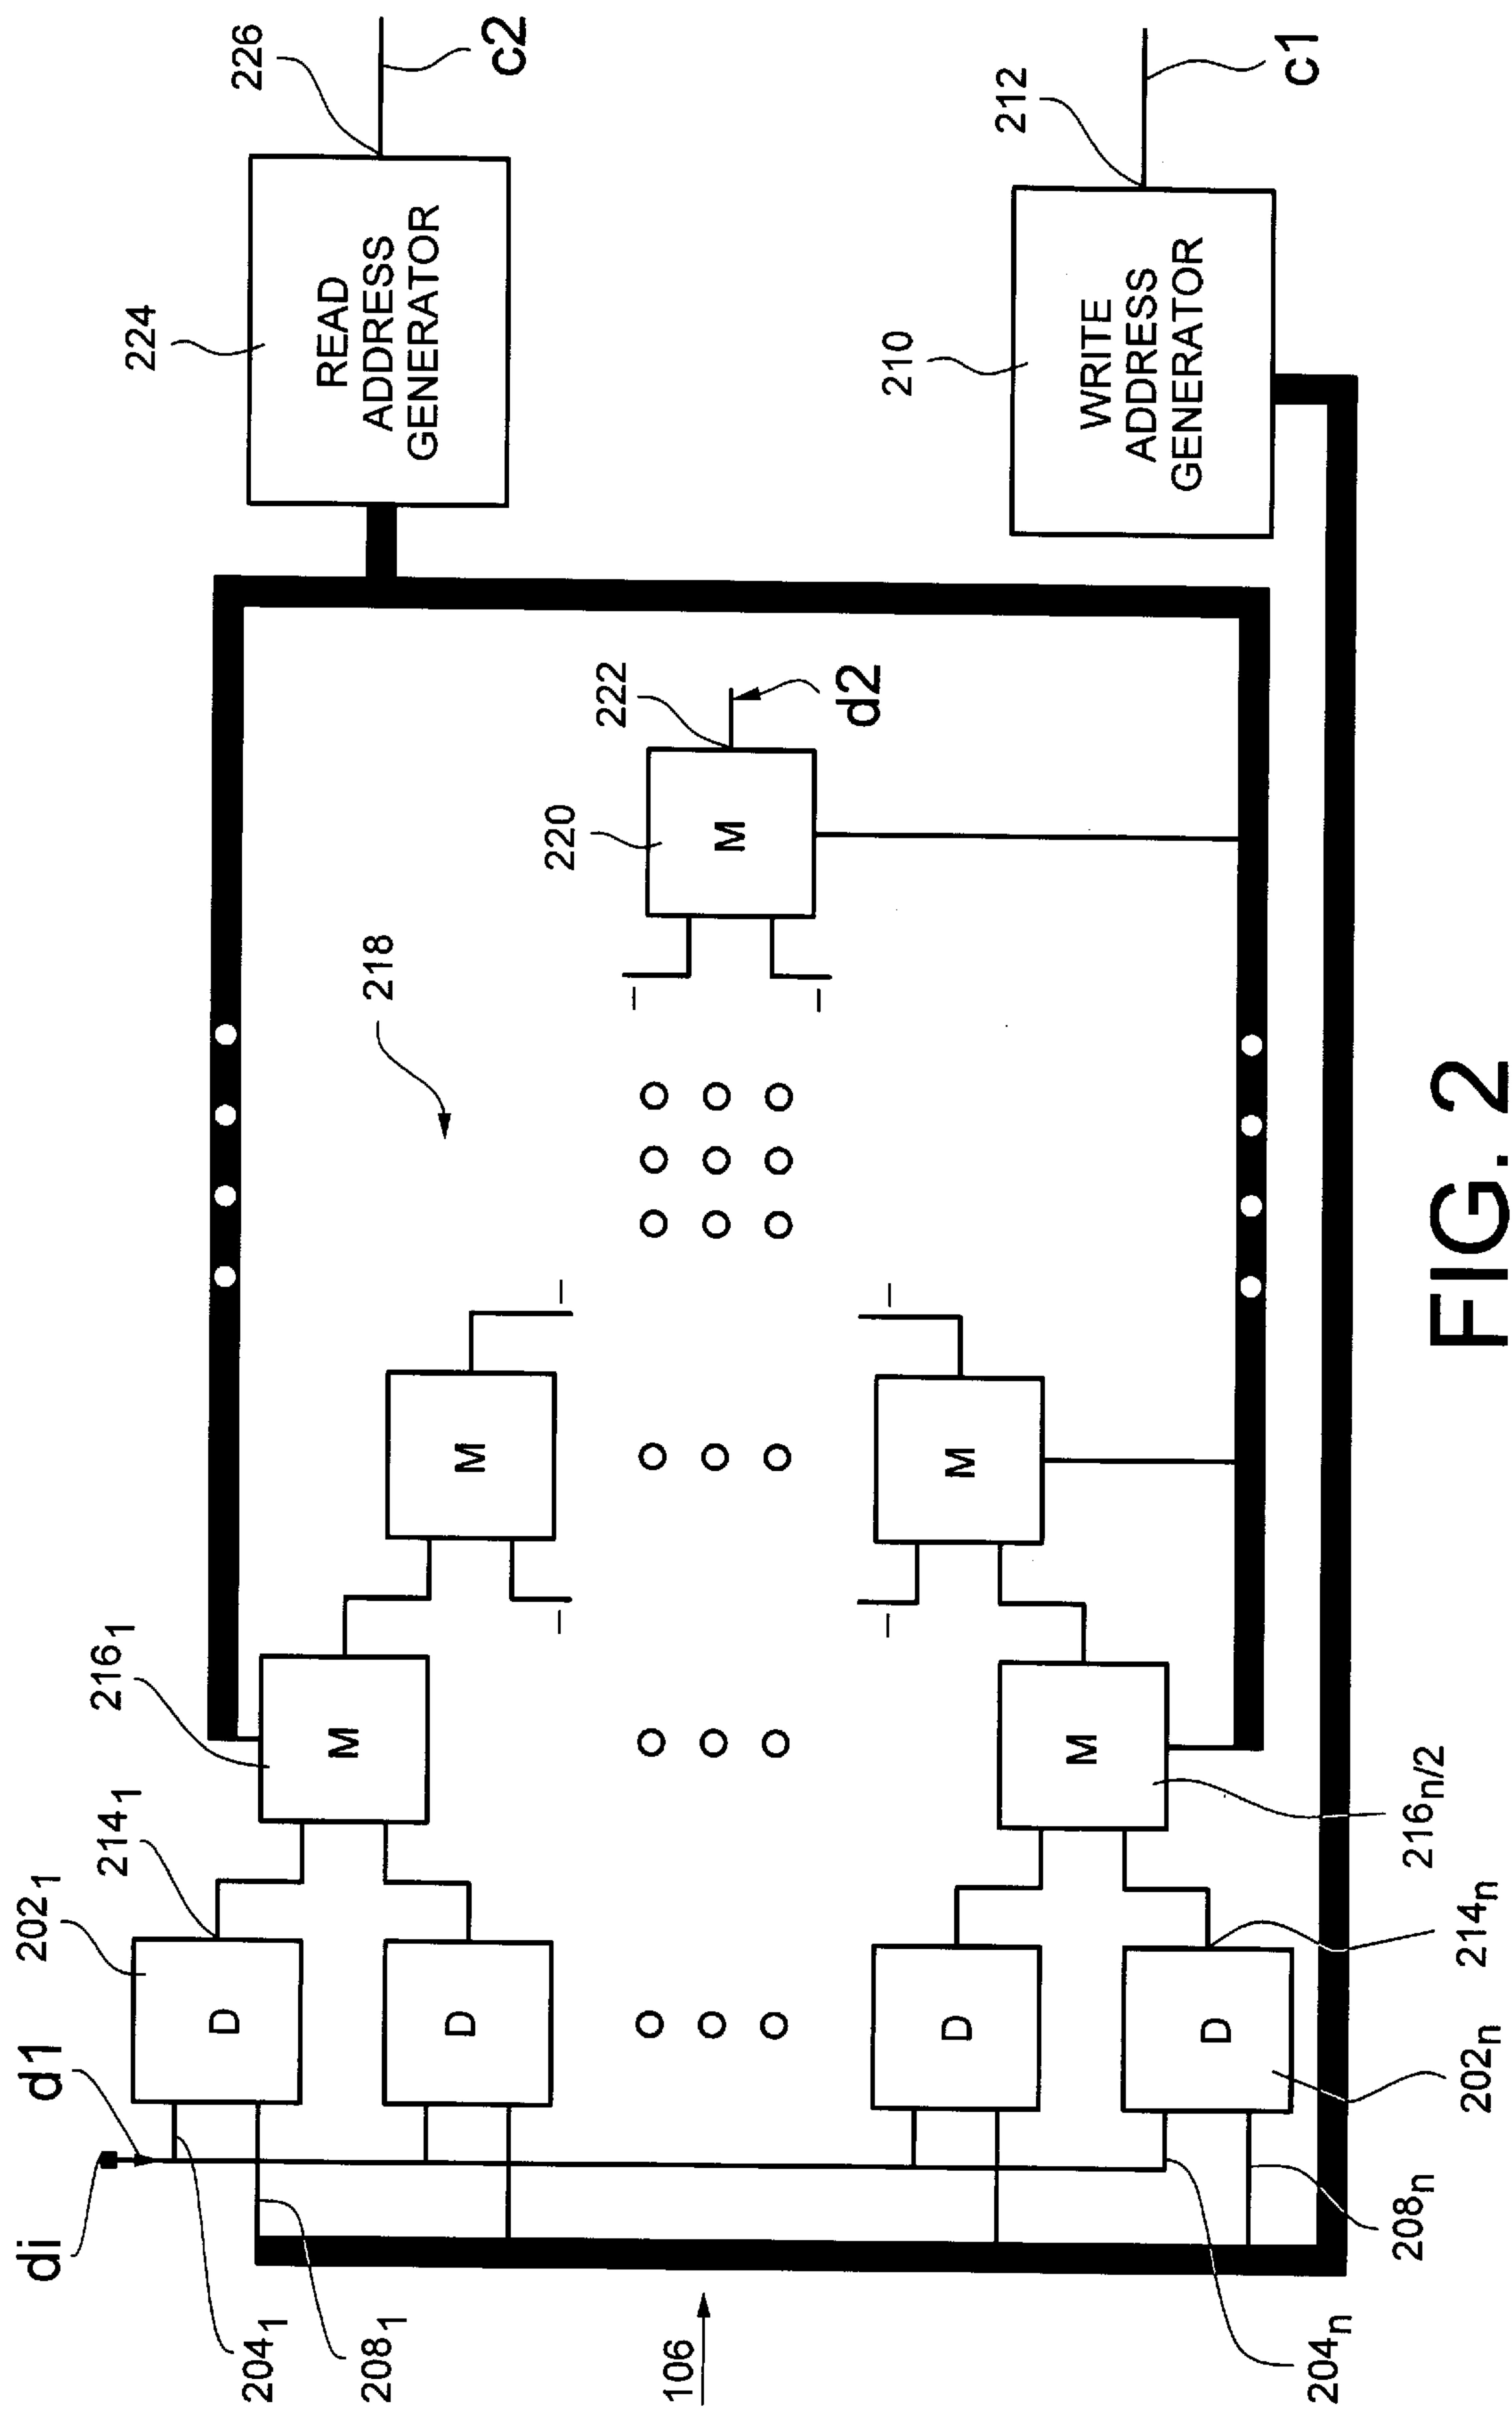 di
d1
204₁
208₁
202₁
214₁
216₁
D
D
D
D
M
M
M
M
M
106
204ₙ
208ₙ
202ₙ
214ₙ
216n/2
218
220
222
d2
224
READ
ADDRESS
GENERATOR
226
c2
210
WRITE
ADDRESS
GENERATOR
212
c1
FIG. 2